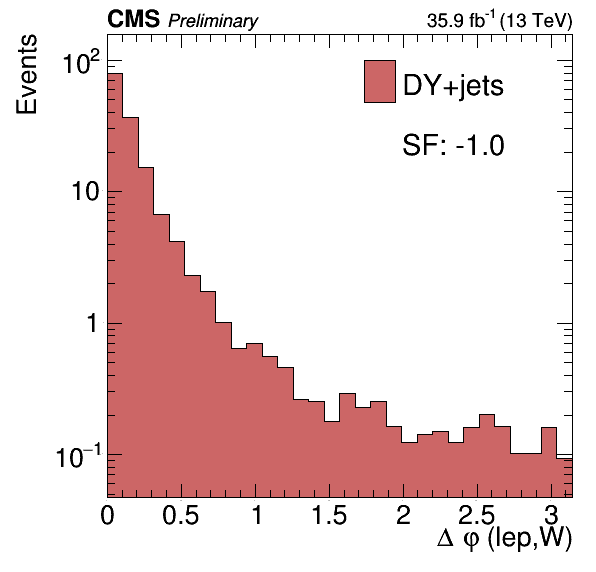 CMS Preliminary 35.9 fb⁻¹ (13 TeV)
Events
10²
10
1
10⁻¹
DY+jets
SF: -1.0
0 0.5 1 1.5 2 2.5 3
Δ φ (lep,W)